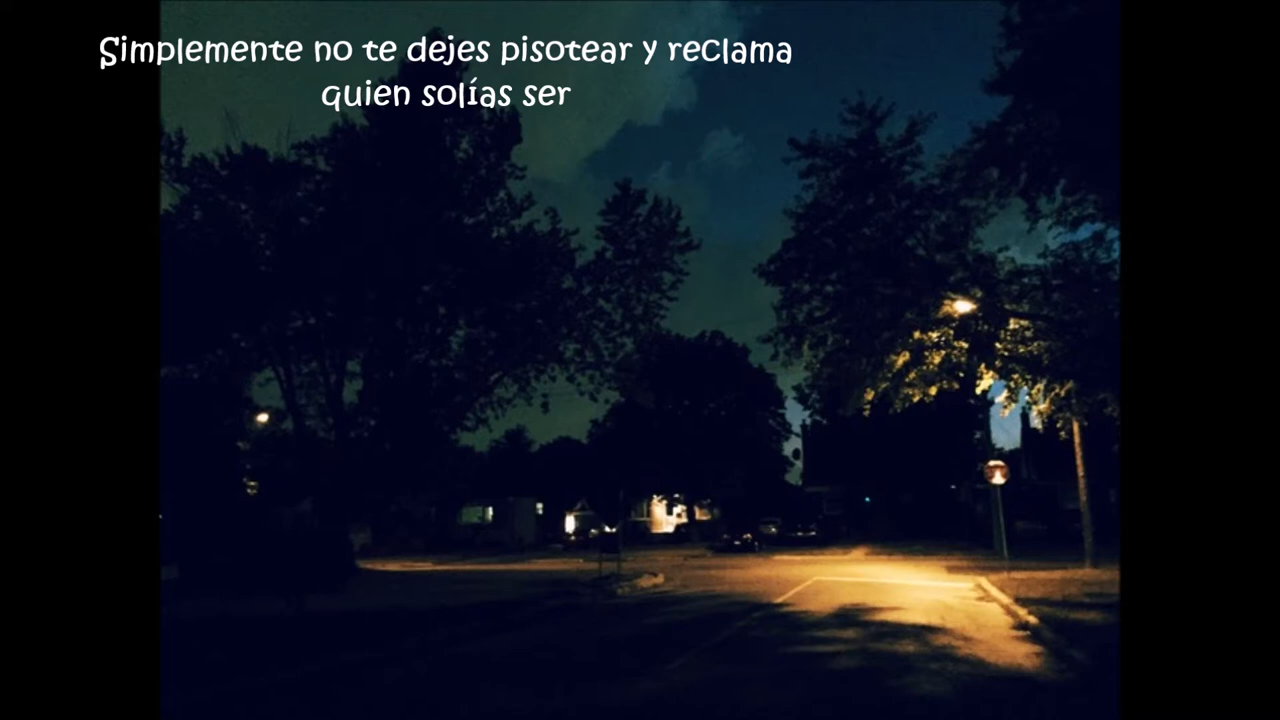 Simplemente no te dejes pisotear y reclama
quien solías ser